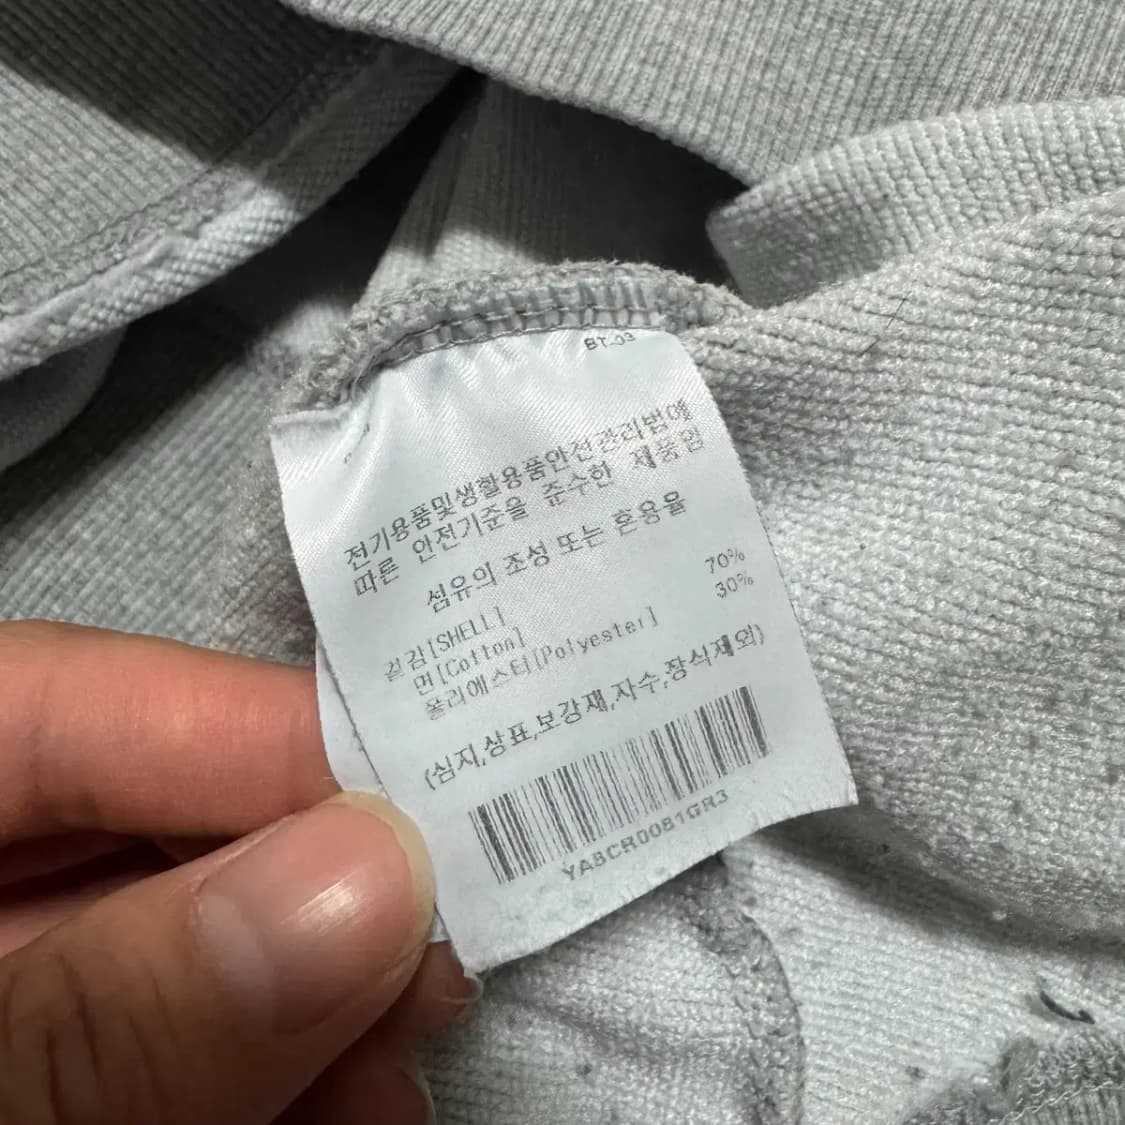 BT-03
전기용품및생활용품안전관리법에
따른 안전기준을 준수한 제품임
섬유의 조성 또는 혼용율
겉감[SHELL]
면[Cotton] 70%
폴리에스터[Polyester] 30%
(심지,상표,보강재,자수,장식제외)
YA8CR0081GR3